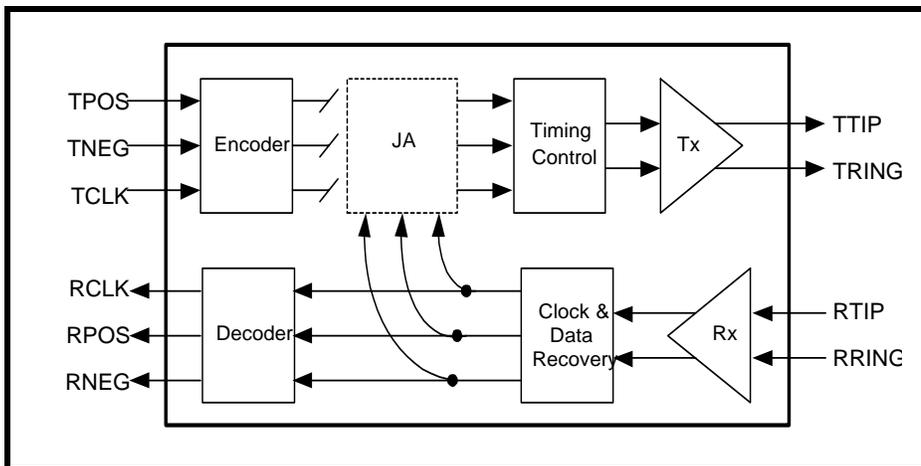 TPOS
TNEG
TCLK
Encoder
JA
Timing
Control
Tx
TTIP
TRING
RCLK
RPOS
RNEG
Decoder
Clock &
Data
Recovery
Rx
RTIP
RRING